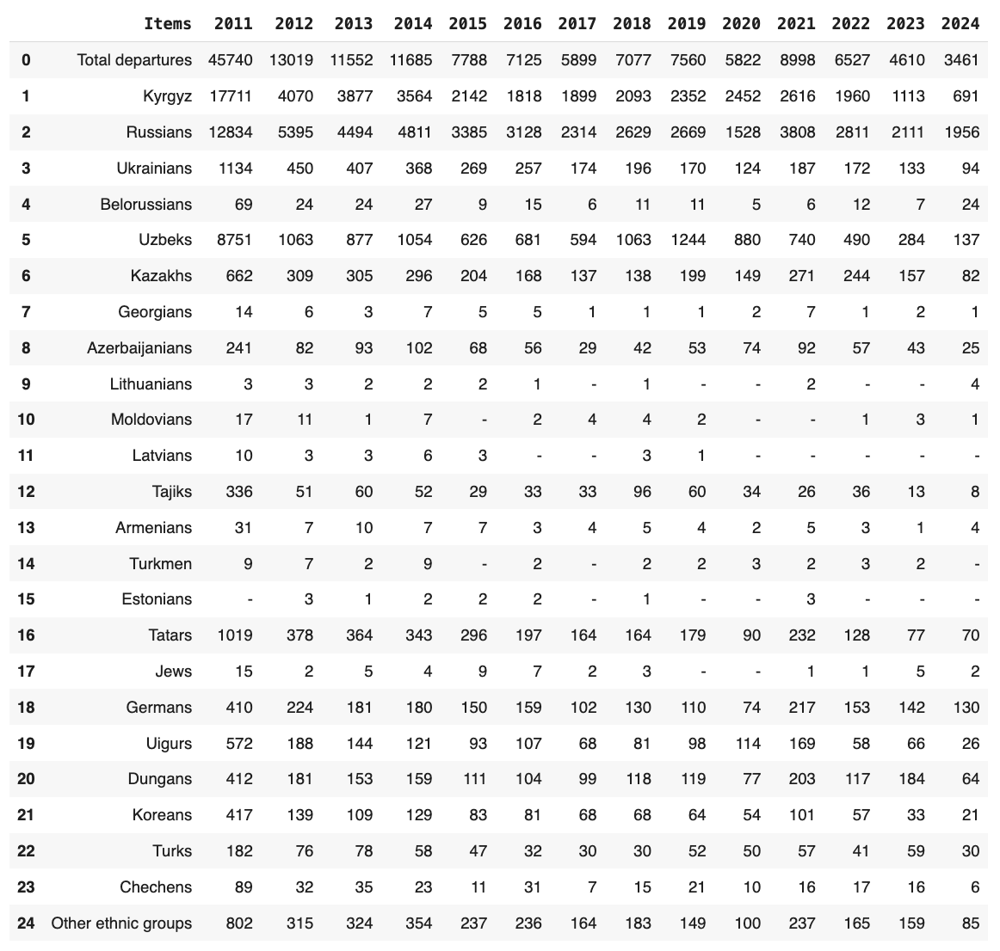 Items 2011 2012 2013 2014 2015 2016 2017 2018 2019 2020 2021 2022 2023 2024
0 Total departures 45740 13019 11552 11685 7788 7125 5899 7077 7560 5822 8998 6527 4610 3461
1 Kyrgyz 17711 4070 3877 3564 2142 1818 1899 2093 2352 2452 2616 1960 1113 691
2 Russians 12834 5395 4494 4811 3385 3128 2314 2629 2669 1528 3808 2811 2111 1956
3 Ukrainians 1134 450 407 368 269 257 174 196 170 124 187 172 133 94
4 Belorussians 69 24 24 27 9 15 6 11 11 5 6 12 7 24
5 Uzbeks 8751 1063 877 1054 626 681 594 1063 1244 880 740 490 284 137
6 Kazakhs 662 309 305 296 204 168 137 138 199 149 271 244 157 82
7 Georgians 14 6 3 7 5 5 1 1 1 2 7 1 2 1
8 Azerbaijanians 241 82 93 102 68 56 29 42 53 74 92 57 43 25
9 Lithuanians 3 3 2 2 2 1 - 1 - - 2 - - 4
10 Moldovians 17 11 1 7 - 2 4 4 2 - - 1 3 1
11 Latvians 10 3 3 6 3 - - 3 1 - - - - -
12 Tajiks 336 51 60 52 29 33 33 96 60 34 26 36 13 8
13 Armenians 31 7 10 7 7 3 4 5 4 2 5 3 1 4
14 Turkmen 9 7 2 9 - 2 - 2 2 3 2 3 2 -
15 Estonians - 3 1 2 2 2 - 1 - - 3 - - -
16 Tatars 1019 378 364 343 296 197 164 164 179 90 232 128 77 70
17 Jews 15 2 5 4 9 7 2 3 - - 1 1 5 2
18 Germans 410 224 181 180 150 159 102 130 110 74 217 153 142 130
19 Uigurs 572 188 144 121 93 107 68 81 98 114 169 58 66 26
20 Dungans 412 181 153 159 111 104 99 118 119 77 203 117 184 64
21 Koreans 417 139 109 129 83 81 68 68 64 54 101 57 33 21
22 Turks 182 76 78 58 47 32 30 30 52 50 57 41 59 30
23 Chechens 89 32 35 23 11 31 7 15 21 10 16 17 16 6
24 Other ethnic groups 802 315 324 354 237 236 164 183 149 100 237 165 159 85